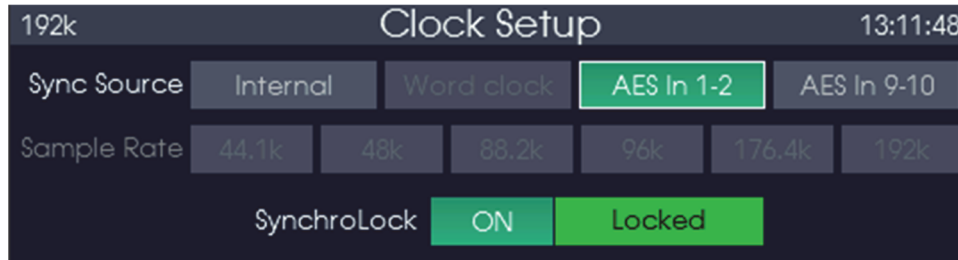 192k Clock Setup 13:11:48
Sync Source Internal Word clock AES In 1-2 AES In 9-10
Sample Rate 44.1k 48k 88.2k 96k 176.4k 192k
SynchroLock ON Locked